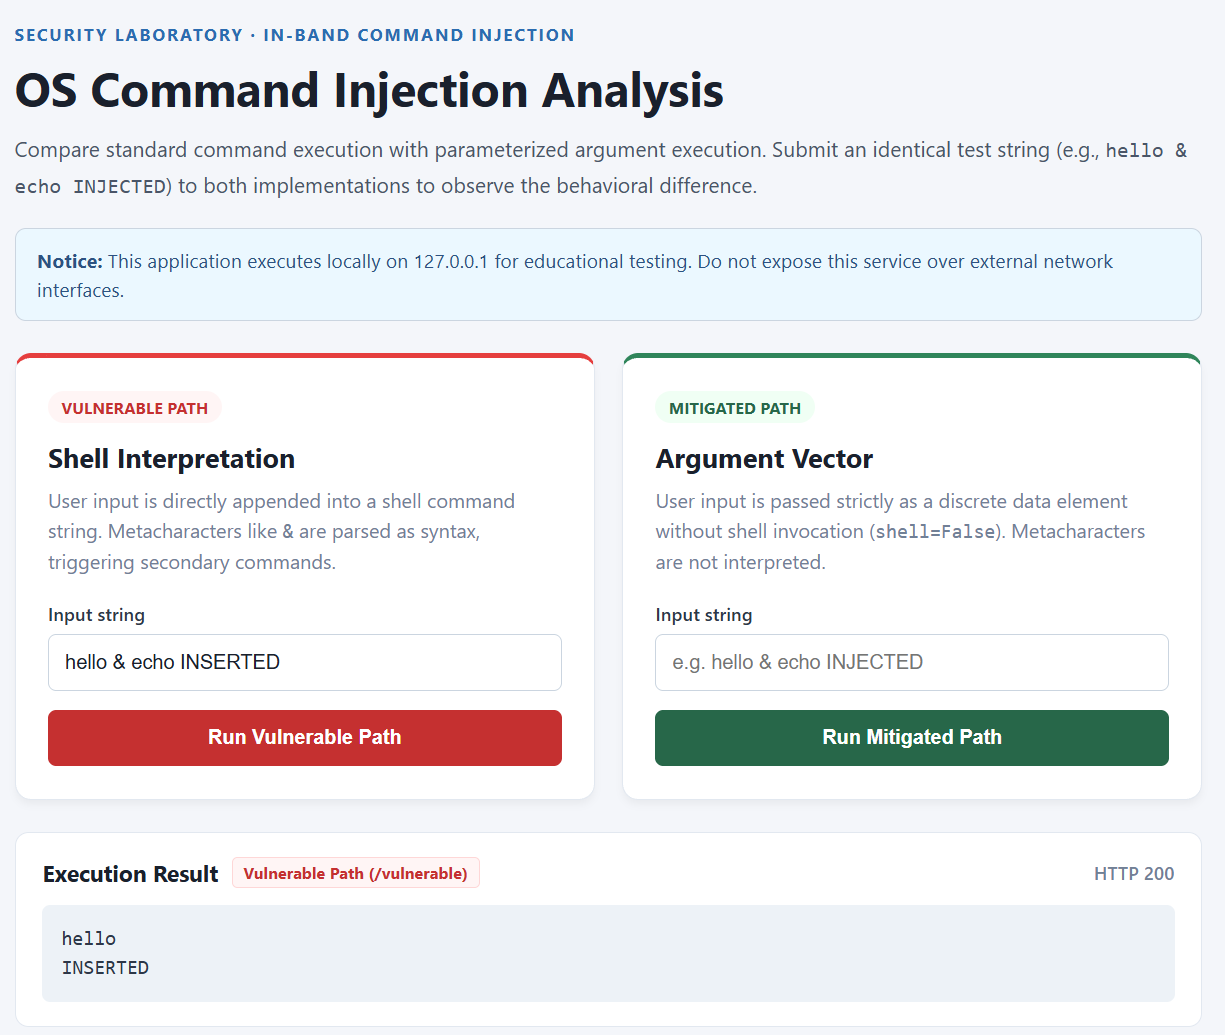 SECURITY LABORATORY · IN-BAND COMMAND INJECTION
OS Command Injection Analysis
Compare standard command execution with parameterized argument execution. Submit an identical test string (e.g., hello &
echo INJECTED) to both implementations to observe the behavioral difference.
Notice: This application executes locally on 127.0.0.1 for educational testing. Do not expose this service over external network
interfaces.
VULNERABLE PATH
Shell Interpretation
User input is directly appended into a shell command
string. Metacharacters like & are parsed as syntax,
triggering secondary commands.
Input string
hello & echo INSERTED
Run Vulnerable Path
MITIGATED PATH
Argument Vector
User input is passed strictly as a discrete data element
without shell invocation (shell=False). Metacharacters
are not interpreted.
Input string
e.g. hello & echo INJECTED
Run Mitigated Path
Execution Result
Vulnerable Path (/vulnerable)
HTTP 200
hello
INSERTED